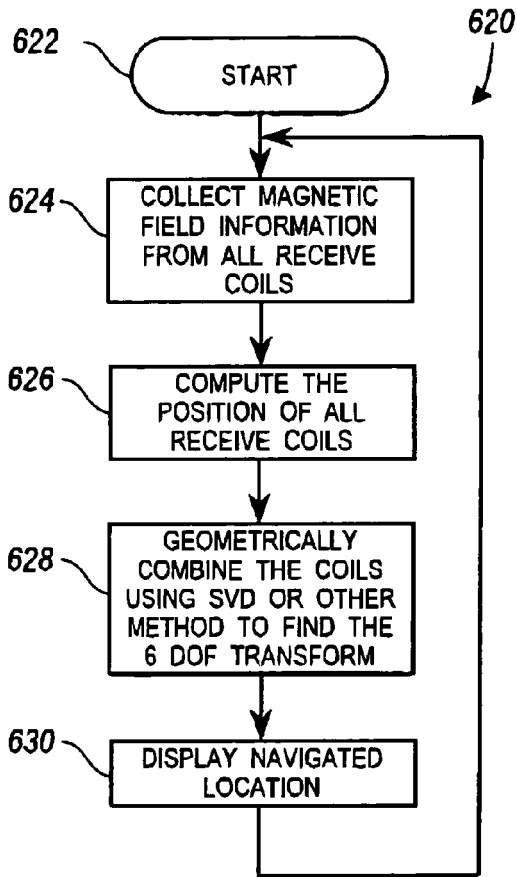 620
622
START
624
COLLECT MAGNETIC
FIELD INFORMATION
FROM ALL RECEIVE
COILS
626
COMPUTE THE
POSITION OF ALL
RECEIVE COILS
628
GEOMETRICALLY
COMBINE THE COILS
USING SVD OR OTHER
METHOD TO FIND THE
6 DOF TRANSFORM
630
DISPLAY NAVIGATED
LOCATION